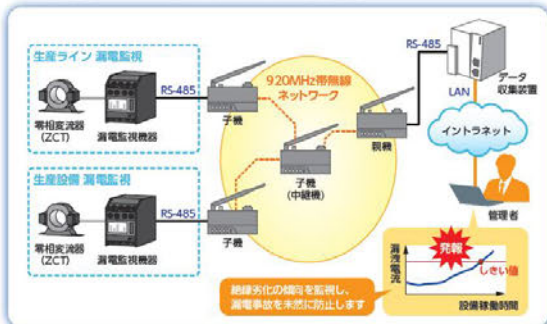 生産ライン 漏電監視
零相変流器
(ZCT)
漏電監視機器
RS-485
子機
920MHz帯無線
ネットワーク
子機
(中継機)
親機
RS-485
データ
収集装置
LAN
イントラネット
管理者
生産設備 漏電監視
零相変流器
(ZCT)
漏電監視機器
RS-485
子機
絶縁劣化の傾向を監視し、
漏電事故を未然に防止します
発報
漏洩電流
しきい値
設備稼働時間